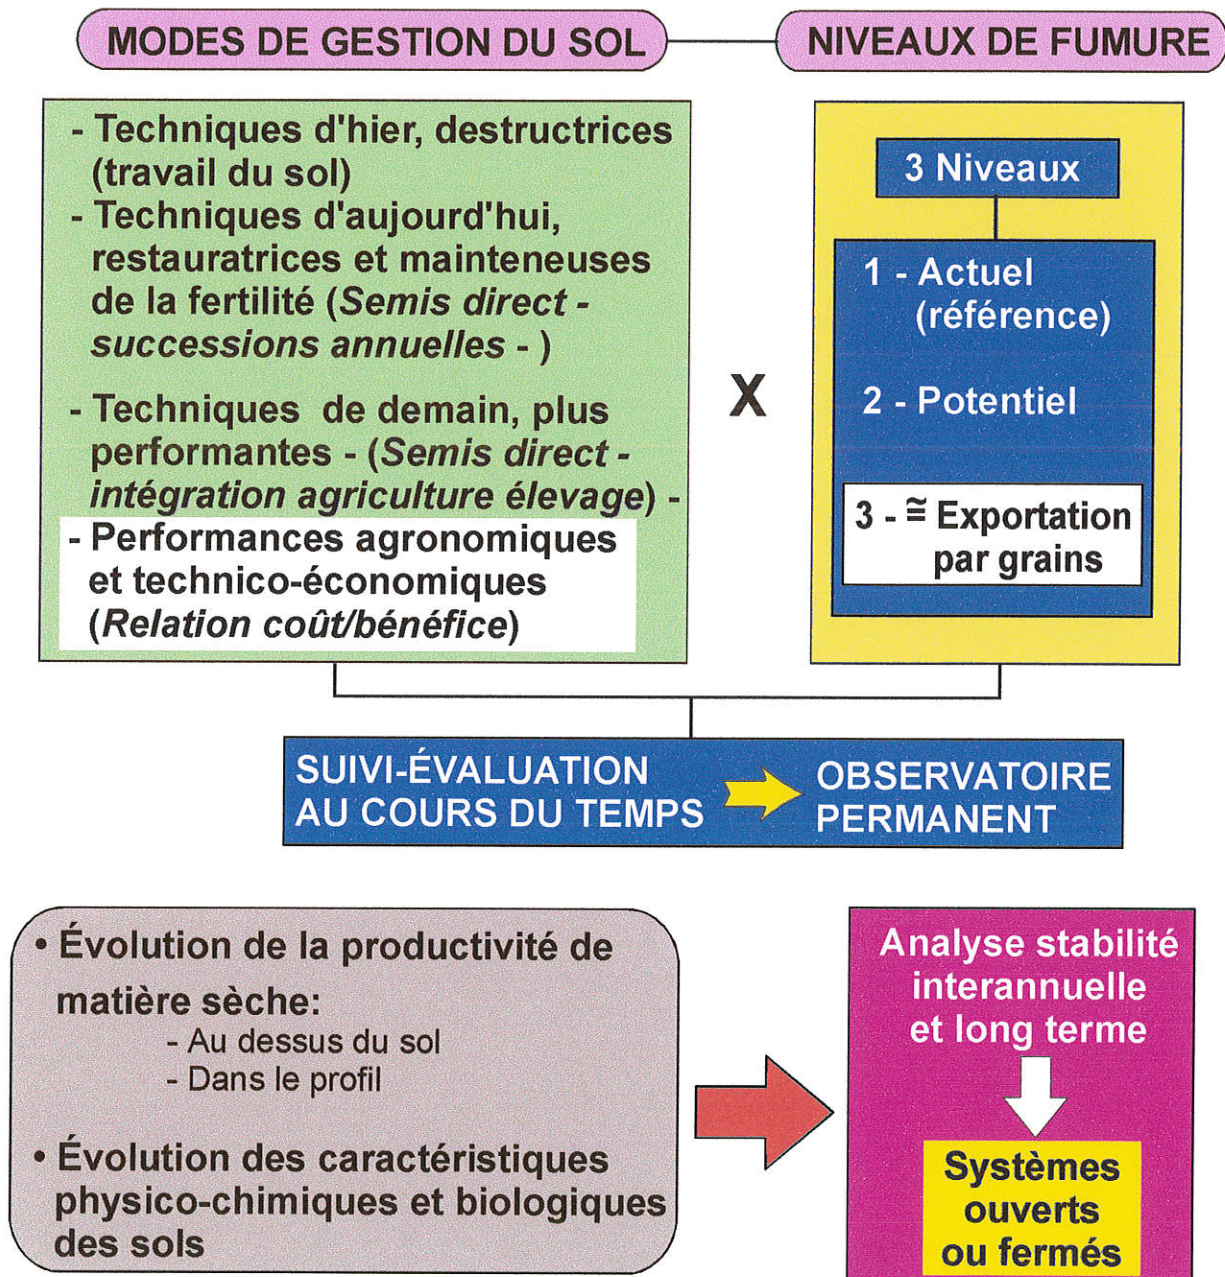 MODES DE GESTION DU SOL
NIVEAUX DE FUMURE
- Techniques d'hier, destructrices
(travail du sol)
- Techniques d'aujourd'hui,
restauratrices et mainteneuses
de la fertilité (Semis direct -
successions annuelles - )
- Techniques de demain, plus
performantes - (Semis direct -
intégration agriculture élevage) -
- Performances agronomiques
et technico-économiques
(Relation coût/bénéfice)
X
3 Niveaux
1 - Actuel
(référence)
2 - Potentiel
3 - ≅ Exportation
par grains
SUIVI-ÉVALUATION
AU COURS DU TEMPS
OBSERVATOIRE
PERMANENT
• Évolution de la productivité de
matière sèche:
- Au dessus du sol
- Dans le profil
• Évolution des caractéristiques
physico-chimiques et biologiques
des sols
Analyse stabilité
interannuelle
et long terme
Systèmes
ouverts
ou fermés